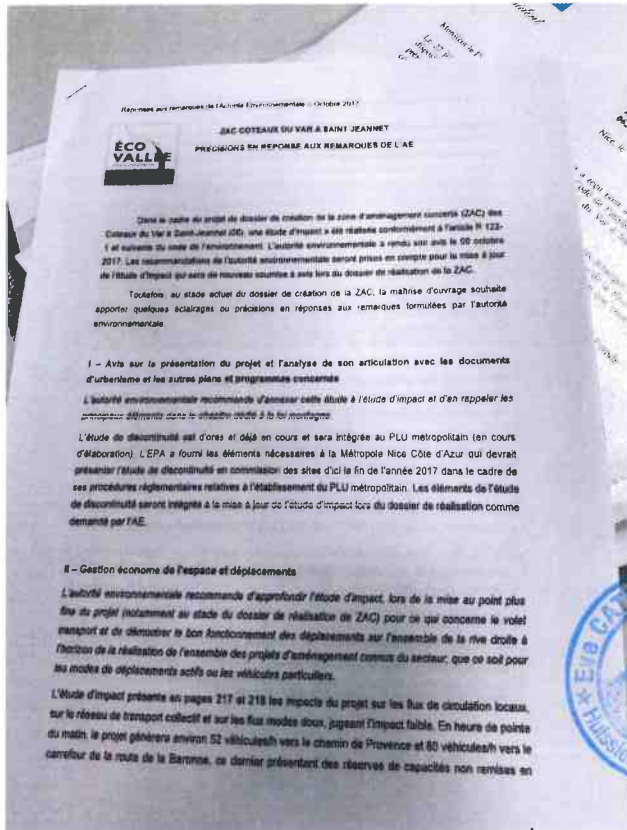 Monsieur le P
Nice, le
Réponses aux remarques de l'Autorité Environnementale – Octobre 2017
ÉCO
VALLÉE
ZAC COTEAUX DU VAR A SAINT JEANNET
PRECISIONS EN REPONSE AUX REMARQUES DE L'AE
Dans le cadre du projet de dossier de création de la zone d'aménagement concerté (ZAC) des
Coteaux du Var à Saint-Jeannet (06), une étude d'impact a été réalisée conformément à l'article R 122-
1 et suivants du code de l'environnement. L'autorité environnementale a rendu son avis le 09 octobre
2017. Les recommandations de l'autorité environnementale seront prises en compte pour la mise à jour
de l'étude d'impact qui sera de nouveau soumise à avis lors du dossier de réalisation de la ZAC.
Toutefois, au stade actuel du dossier de création de la ZAC, la maîtrise d'ouvrage souhaite
apporter quelques éclairages ou précisions en réponses aux remarques formulées par l'autorité
environnementale.
I – Avis sur la présentation du projet et l'analyse de son articulation avec les documents
d'urbanisme et les autres plans et programmes concernés
L'autorité environnementale recommande d'annexer cette étude à l'étude d'impact et d'en rappeler les
principaux éléments dans le chapitre dédié à la loi montagne.
L'étude de discontinuité est d'ores et déjà en cours et sera intégrée au PLU métropolitain (en cours
d'élaboration). L'EPA a fourni les éléments nécessaires à la Métropole Nice Côte d'Azur qui devrait
présenter l'étude de discontinuité en commission des sites d'ici la fin de l'année 2017 dans le cadre de
ses procédures réglementaires relatives à l'établissement du PLU métropolitain. Les éléments de l'étude
de discontinuité seront intégrés à la mise à jour de l'étude d'impact lors du dossier de réalisation comme
demandé par l'AE.
II – Gestion économe de l'espace et déplacements
L'autorité environnementale recommande d'approfondir l'étude d'impact, lors de la mise au point plus
fine du projet (notamment au stade du dossier de réalisation de ZAC) pour ce qui concerne le volet
transport et de démontrer le bon fonctionnement des déplacements sur l'ensemble de la rive droite à
l'horizon de la réalisation de l'ensemble des projets d'aménagement connus du secteur, que ce soit pour
les modes de déplacements actifs ou les véhicules particuliers.
L'étude d'impact présente en pages 217 et 218 les impacts du projet sur les flux de circulation locaux,
sur le réseau de transport collectif et sur les flux modes doux, jugeant l'impact faible. En heure de pointe
du matin, le projet génèrera environ 52 véhicules/h vers le chemin de Provence et 80 véhicules/h vers le
carrefour de la route de la Baronne, ce dernier présentant des réserves de capacités non remises en
★ Eva CA
Huissie